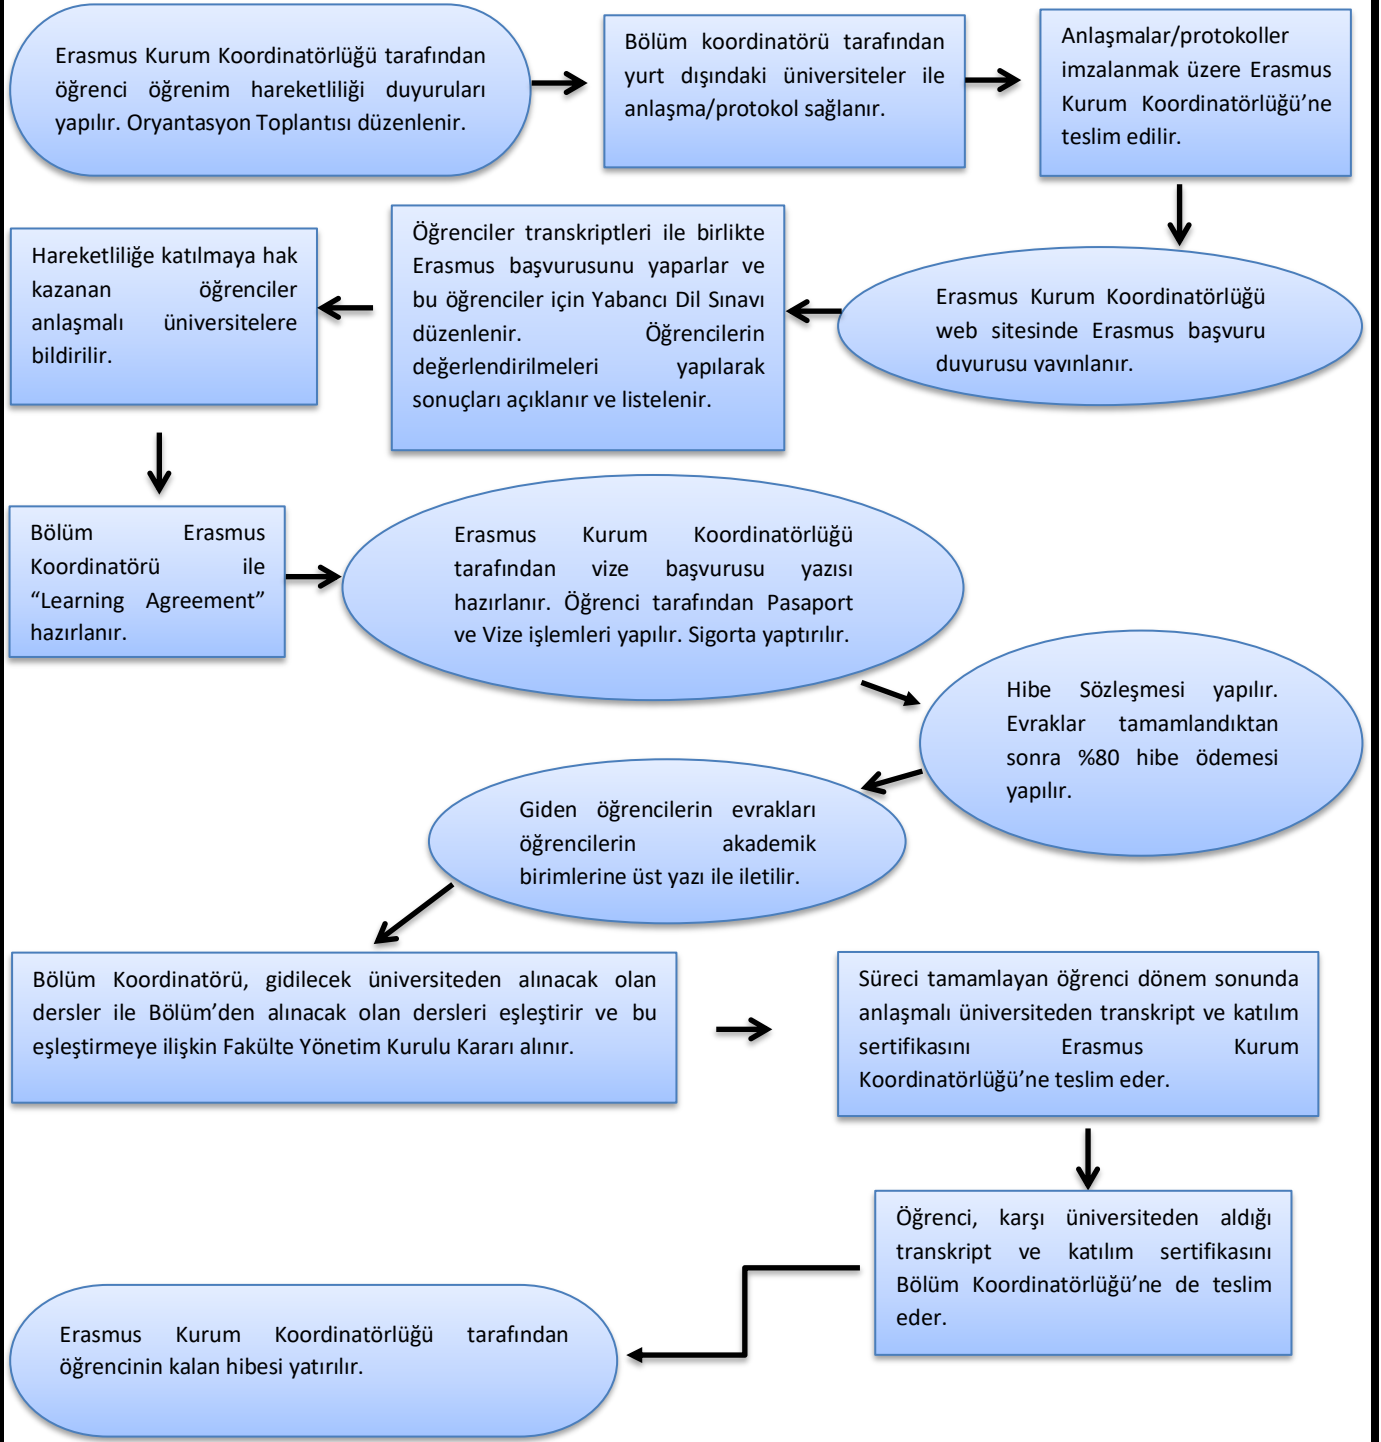 Erasmus Kurum Koordinatörlüğü tarafından
öğrenci öğrenim hareketliliği duyuruları
yapılır. Oryantasyon Toplantısı düzenlenir.
Bölüm koordinatörü tarafından
yurt dışındaki üniversiteler ile
anlaşma/protokol sağlanır.
Anlaşmalar/protokoller
imzalanmak üzere Erasmus
Kurum Koordinatörlüğü’ne
teslim edilir.
Erasmus Kurum Koordinatörlüğü
web sitesinde Erasmus başvuru
duvurusu vavınlanır.
Öğrenciler transkriptleri ile birlikte
Erasmus başvurusunu yaparlar ve
bu öğrenciler için Yabancı Dil Sınavı
düzenlenir. Öğrencilerin
değerlendirilmeleri yapılarak
sonuçları açıklanır ve listelenir.
Hareketliliğe katılmaya hak
kazanan öğrenciler
anlaşmalı üniversitelere
bildirilir.
Bölüm Erasmus
Koordinatörü ile
“Learning Agreement”
hazırlanır.
Erasmus Kurum Koordinatörlüğü
tarafından vize başvurusu yazısı
hazırlanır. Öğrenci tarafından Pasaport
ve Vize işlemleri yapılır. Sigorta yaptırılır.
Hibe Sözleşmesi yapılır.
Evraklar tamamlandıktan
sonra %80 hibe ödemesi
yapılır.
Giden öğrencilerin evrakları
öğrencilerin akademik
birimlerine üst yazı ile iletilir.
Bölüm Koordinatörü, gidilecek üniversiteden alınacak olan
dersler ile Bölüm’den alınacak olan dersleri eşleştirir ve bu
eşleştirmeye ilişkin Fakülte Yönetim Kurulu Kararı alınır.
Süreci tamamlayan öğrenci dönem sonunda
anlaşmalı üniversiteden transkript ve katılım
sertifikasını Erasmus Kurum
Koordinatörlüğü’ne teslim eder.
Öğrenci, karşı üniversiteden aldığı
transkript ve katılım sertifikasını
Bölüm Koordinatörlüğü’ne de teslim
eder.
Erasmus Kurum Koordinatörlüğü tarafından
öğrencinin kalan hibesi yatırılır.